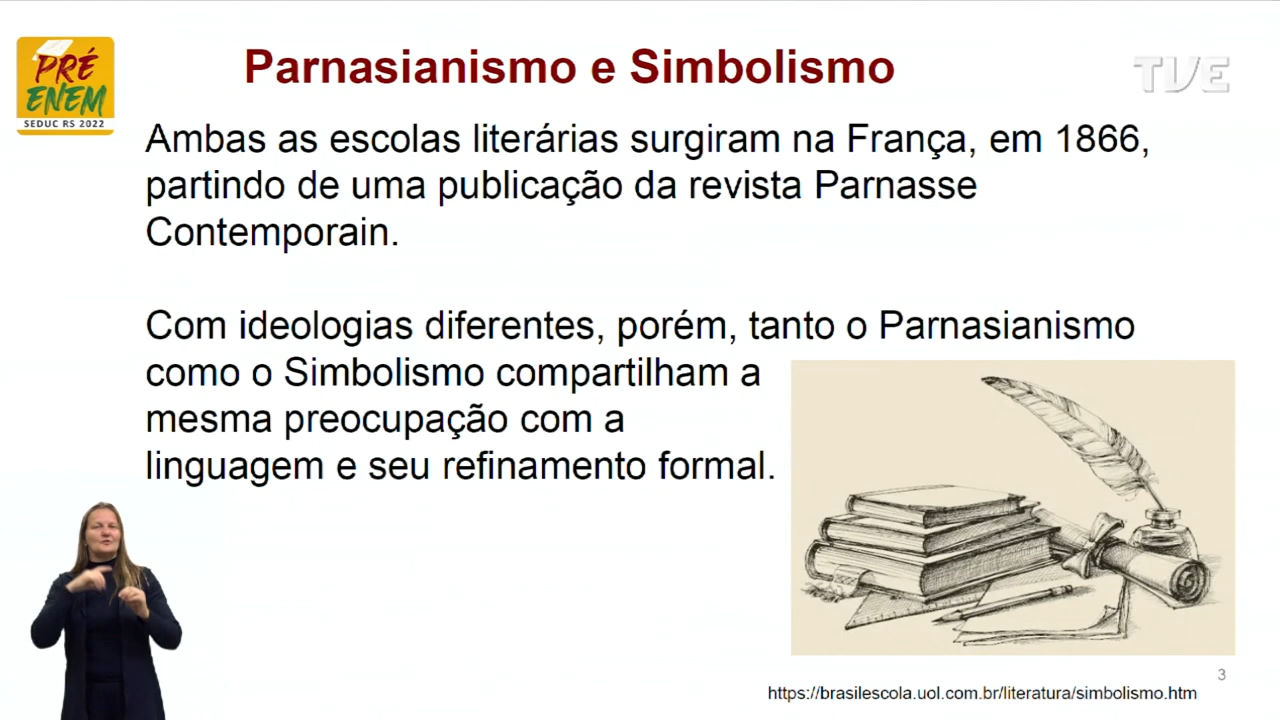 PRÉ
ENEM
SEDUC RS 2022
Parnasianismo e Simbolismo
TVE
Ambas as escolas literárias surgiram na França, em 1866,
partindo de uma publicação da revista Parnasse
Contemporain.
Com ideologias diferentes, porém, tanto o Parnasianismo
como o Simbolismo compartilham a
mesma preocupação com a
linguagem e seu refinamento formal.
3
https://brasilescola.uol.com.br/literatura/simbolismo.htm